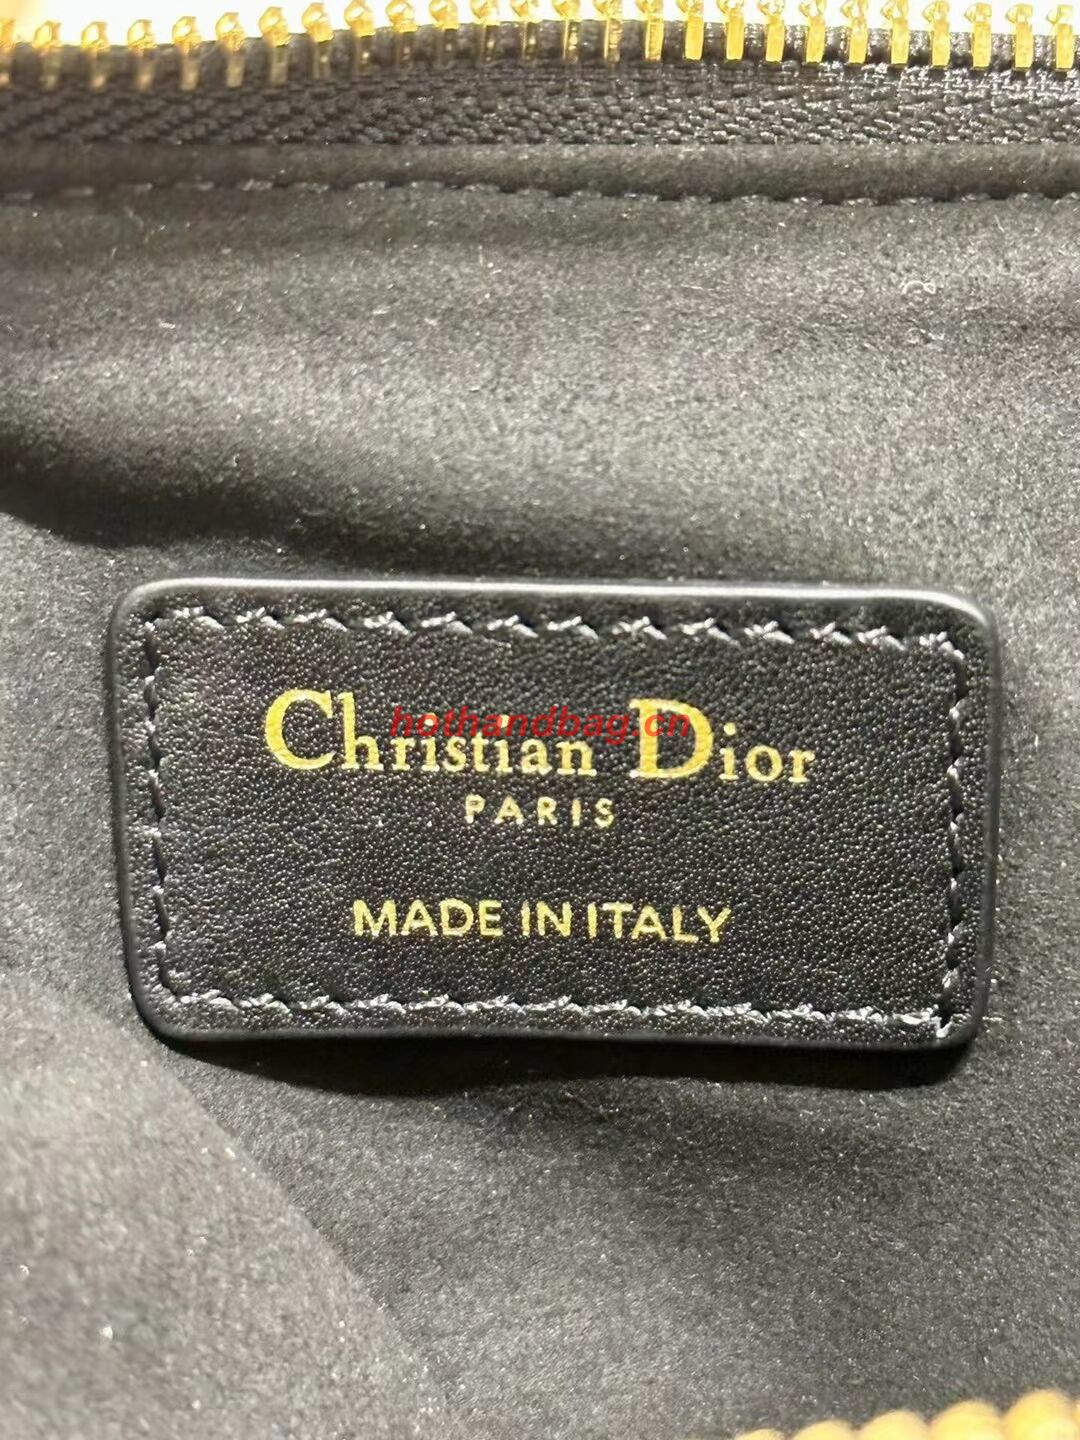 Christian Dior
hothandbag.cn
PARIS
MADE IN ITALY